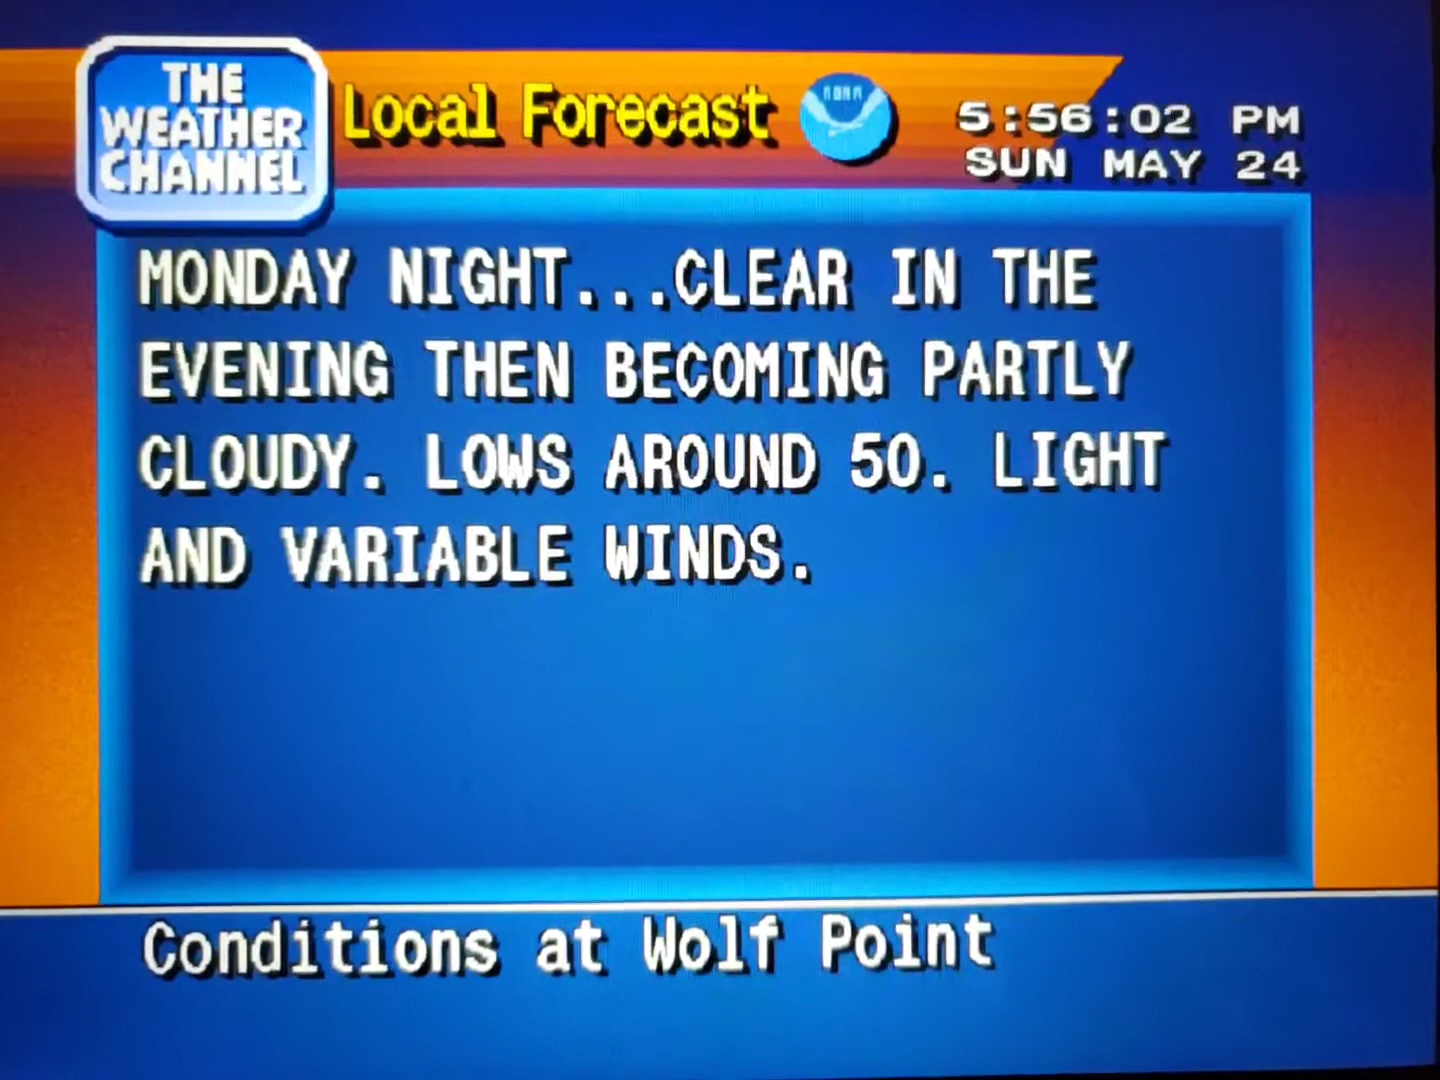 THE
WEATHER
CHANNEL
Local Forecast
NOAA
5:56:02 PM
SUN MAY 24
MONDAY NIGHT...CLEAR IN THE
EVENING THEN BECOMING PARTLY
CLOUDY. LOWS AROUND 50. LIGHT
AND VARIABLE WINDS.
Conditions at Wolf Point